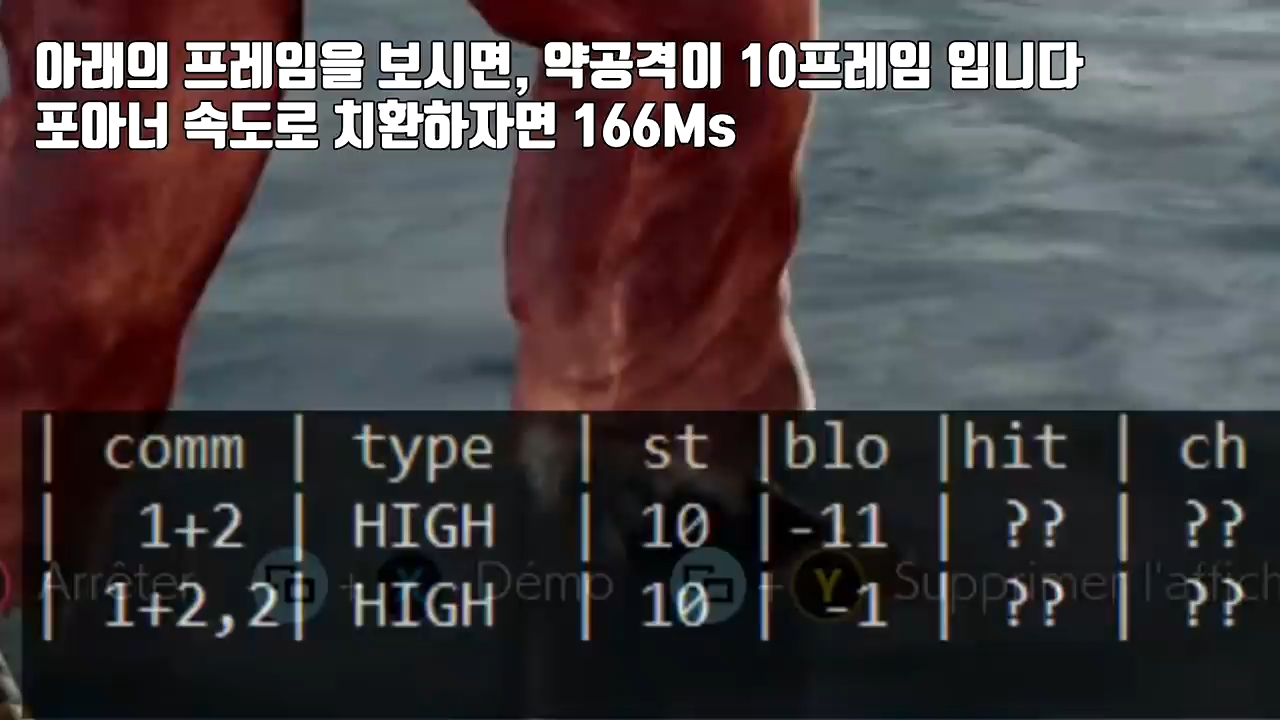 아래의 프레임을 보시면, 약공격이 10프레임 입니다
포아너 속도로 치환하자면 166Ms
| comm | type | st | blo | hit | ch
| 1+2 | HIGH | 10 | -11 | ?? | ??
Arrêter + X Démo + Y Supprimer l'affich
| 1+2,2 | HIGH | 10 | -1 | ?? | ??